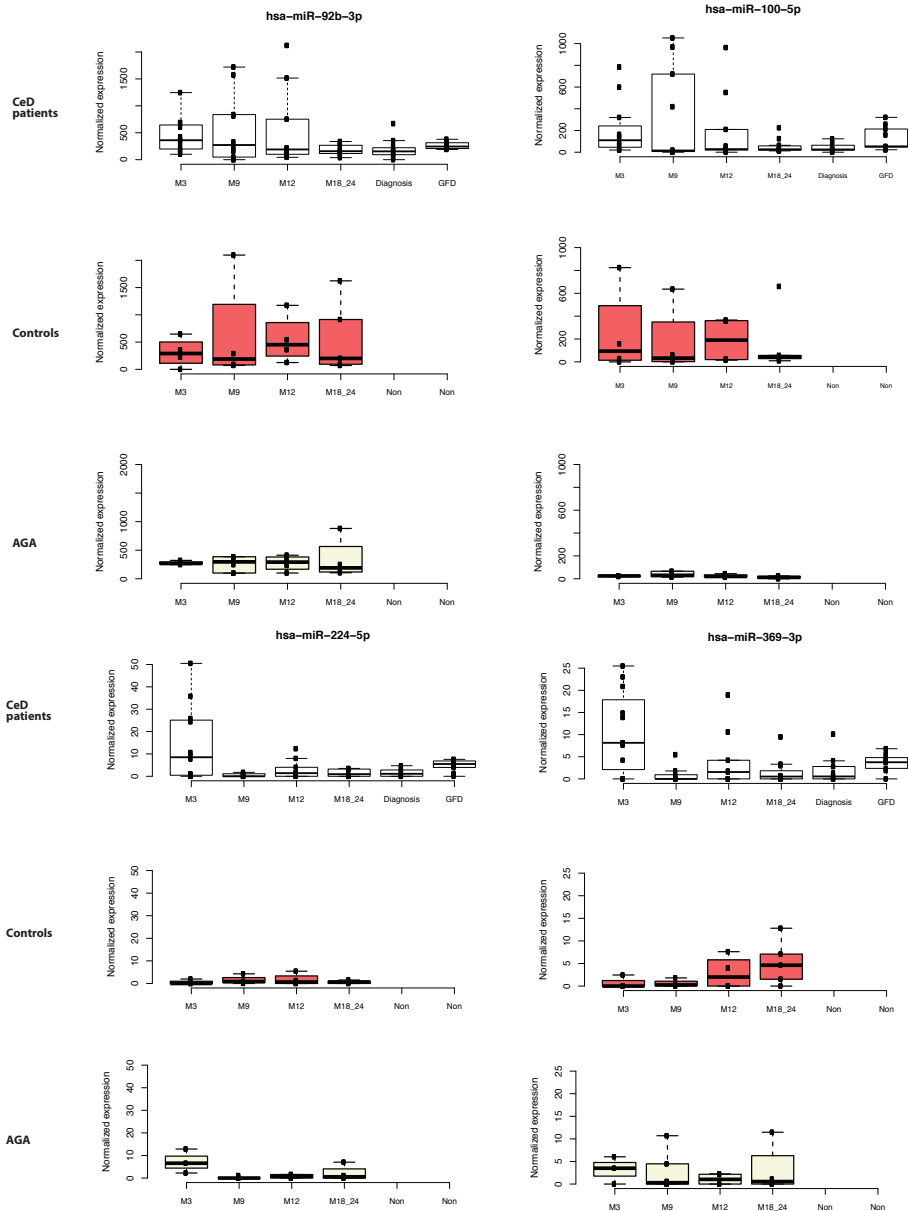 hsa−miR−92b−3p
CeD patients
Normalized expression
0 500 1500
M3 M9 M12 M18_24 Diagnosis GFD
hsa−miR−100−5p
Normalized expression
0 200 600 1000
M3 M9 M12 M18_24 Diagnosis GFD
Controls
Normalized expression
0 500 1500
M3 M9 M12 M18_24 Non Non
Normalized expression
0 200 600 1000
M3 M9 M12 M18_24 Non Non
AGA
Normalized expression
0 500 1000 2000
M3 M9 M12 M18_24 Non Non
Normalized expression
0 200 600 1000
M3 M9 M12 M18_24 Non Non
hsa−miR−224−5p
CeD patients
Normalized expression
0 10 20 30 40 50
M3 M9 M12 M18_24 Diagnosis GFD
hsa−miR−369−3p
Normalized expression
0 5 10 15 20 25
M3 M9 M12 M18_24 Diagnosis GFD
Controls
Normalized expression
0 10 20 30 40 50
M3 M9 M12 M18_24 Non Non
Normalized expression
0 5 10 15 20 25
M3 M9 M12 M18_24 Non Non
AGA
Normalized expression
0 10 20 30 40 50
M3 M9 M12 M18_24 Non Non
Normalized expression
0 5 10 15 20 25
M3 M9 M12 M18_24 Non Non